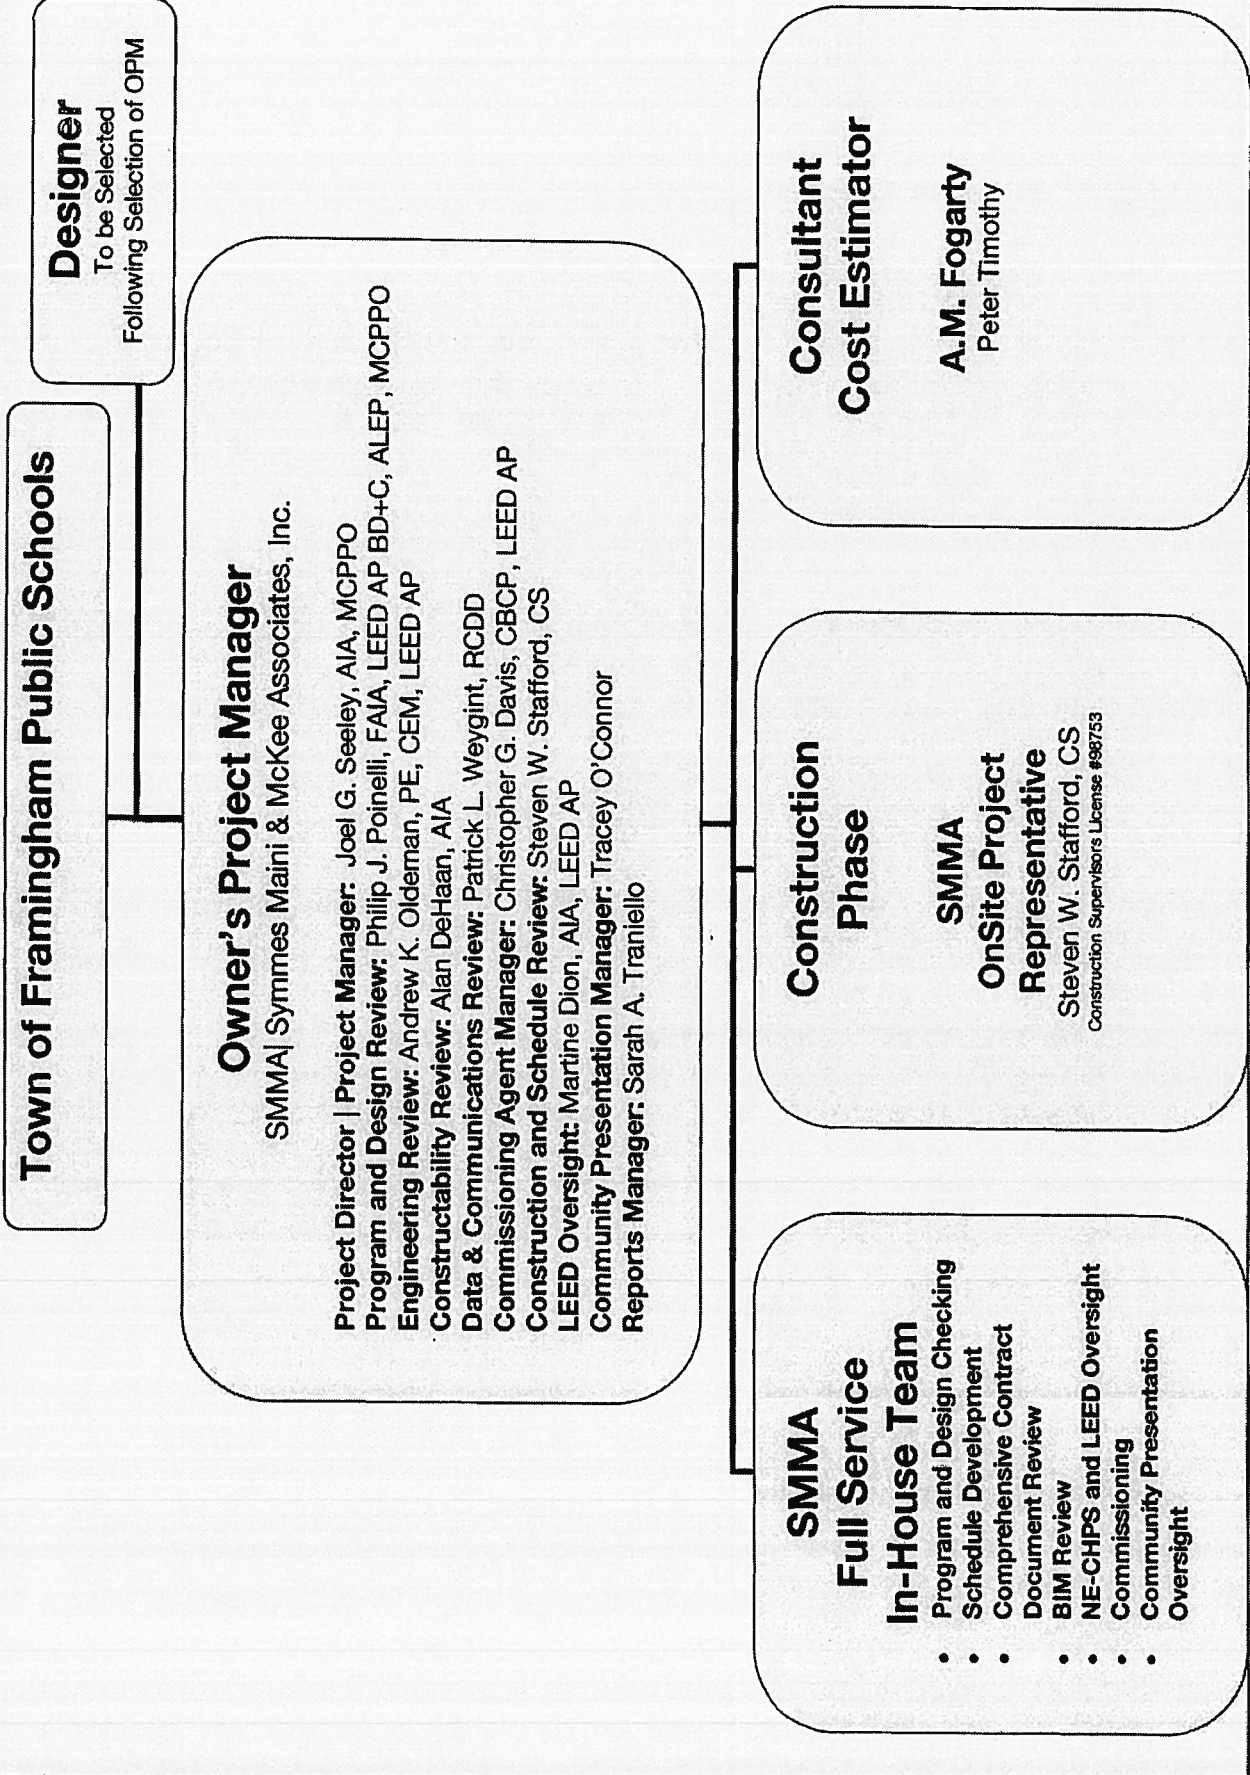 Town of Framingham Public Schools
Designer
To be Selected
Following Selection of OPM
Owner's Project Manager
SMMA| Symmes Maini & McKee Associates, Inc.
Project Director | Project Manager: Joel G. Seeley, AIA, MCPPO
Program and Design Review: Philip J. Poinelli, FAIA, LEED AP BD+C, ALEP, MCPPO
Engineering Review: Andrew K. Oldeman, PE, CEM, LEED AP
Constructability Review: Alan DeHaan, AIA
Data & Communications Review: Patrick L. Weygint, RCDD
Commissioning Agent Manager: Christopher G. Davis, CBCP, LEED AP
Construction and Schedule Review: Steven W. Stafford, CS
LEED Oversight: Martine Dion, AIA, LEED AP
Community Presentation Manager: Tracey O'Connor
Reports Manager: Sarah A. Traniello
SMMA
Full Service
In-House Team
• Program and Design Checking
• Schedule Development
• Comprehensive Contract
Document Review
• BIM Review
• NE-CHPS and LEED Oversight
• Commissioning
• Community Presentation
Oversight
Construction
Phase
SMMA
OnSite Project
Representative
Steven W. Stafford, CS
Construction Supervisors License #98753
Consultant
Cost Estimator
A.M. Fogarty
Peter Timothy